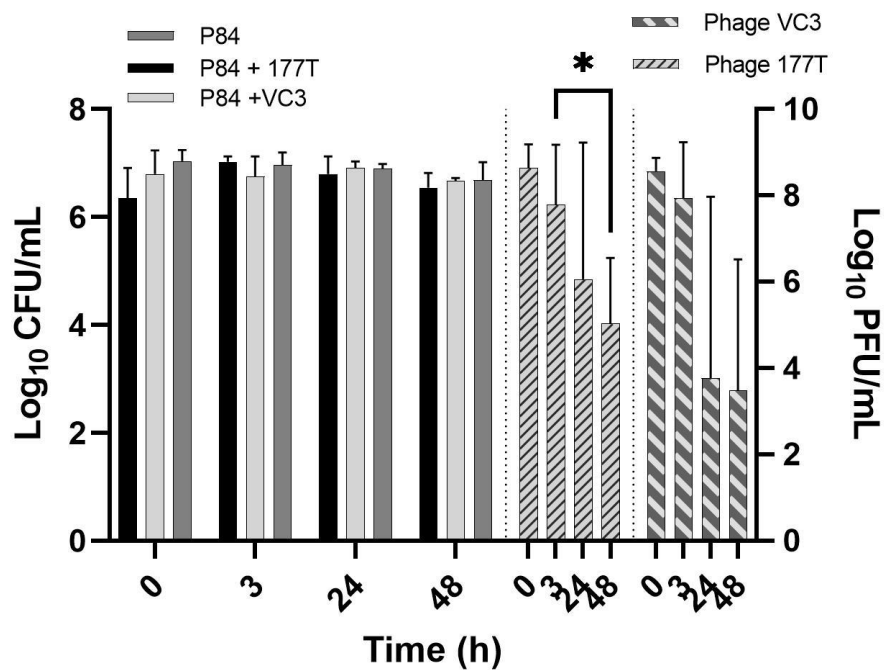 P84
P84 + 177T
P84 +VC3
Phage VC3
Phage 177T
*
8
6
4
2
0
Log10 CFU/mL
10
8
6
4
2
0
Log10 PFU/mL
0 3 24 48 0 3 24 48 0 3 24 48
Time (h)